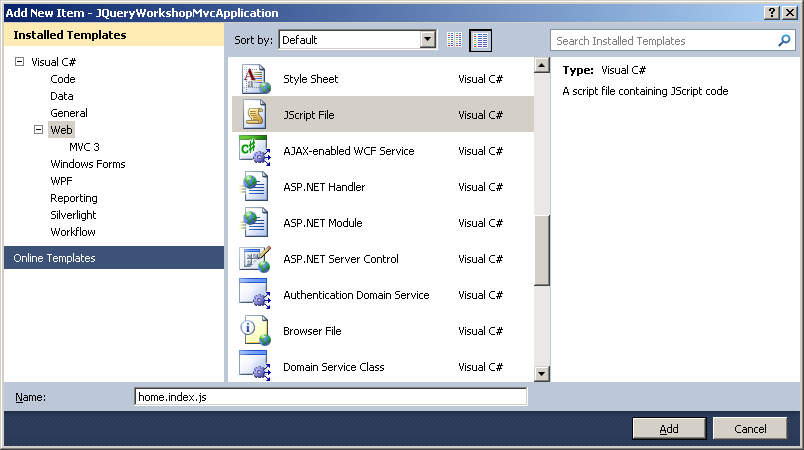 Add New Item - JQueryWorkshopMvcApplication
Installed Templates
Visual C#
Code
Data
General
Web
MVC 3
Windows Forms
WPF
Reporting
Silverlight
Workflow
Online Templates
Sort by: Default
Search Installed Templates
Style Sheet Visual C#
JScript File Visual C#
C# AJAX-enabled WCF Service Visual C#
ASP.NET Handler Visual C#
ASP.NET Module Visual C#
ASP.NET Server Control Visual C#
Authentication Domain Service Visual C#
Browser File Visual C#
Domain Service Class Visual C#
Type: Visual C#
A script file containing JScript code
Name: home.index.js
Add Cancel